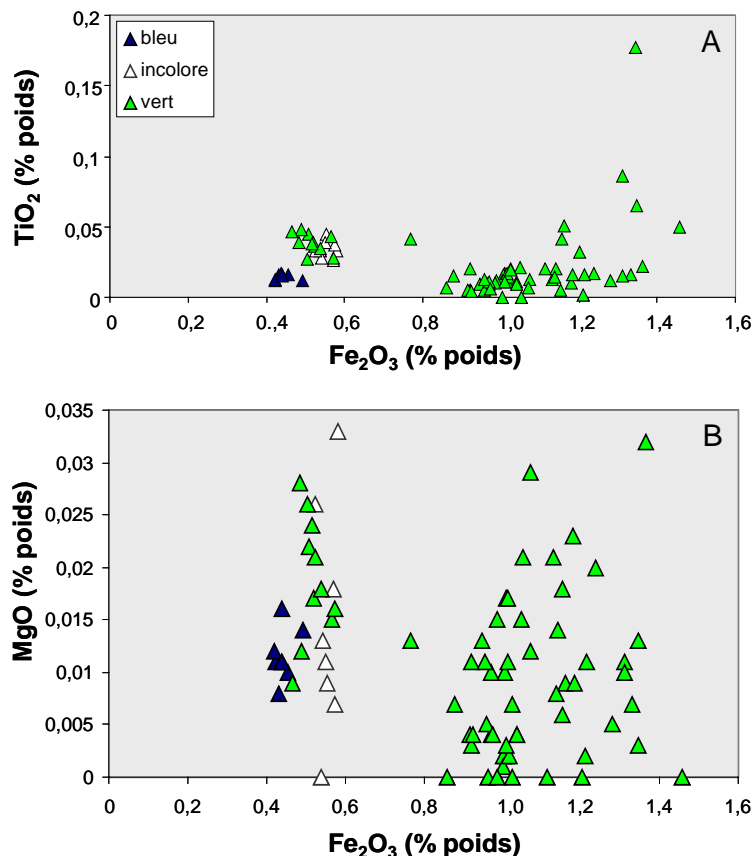 0,2
0,15
0,1
0,05
0
TiO₂ (% poids)
bleu
incolore
vert
A
0 0,2 0.,4 0,6 0,8 1,0 1,2 1,4 1,6
Fe₂O₃ (% poids)
0,035
0,03
0,025
0,02
0,015
0,01
0,005
0
MgO (% poids)
B
0 0,2 0,4 0,6 0,8 1,0 1,2 1,4 1,6
Fe₂O₃ (% poids)